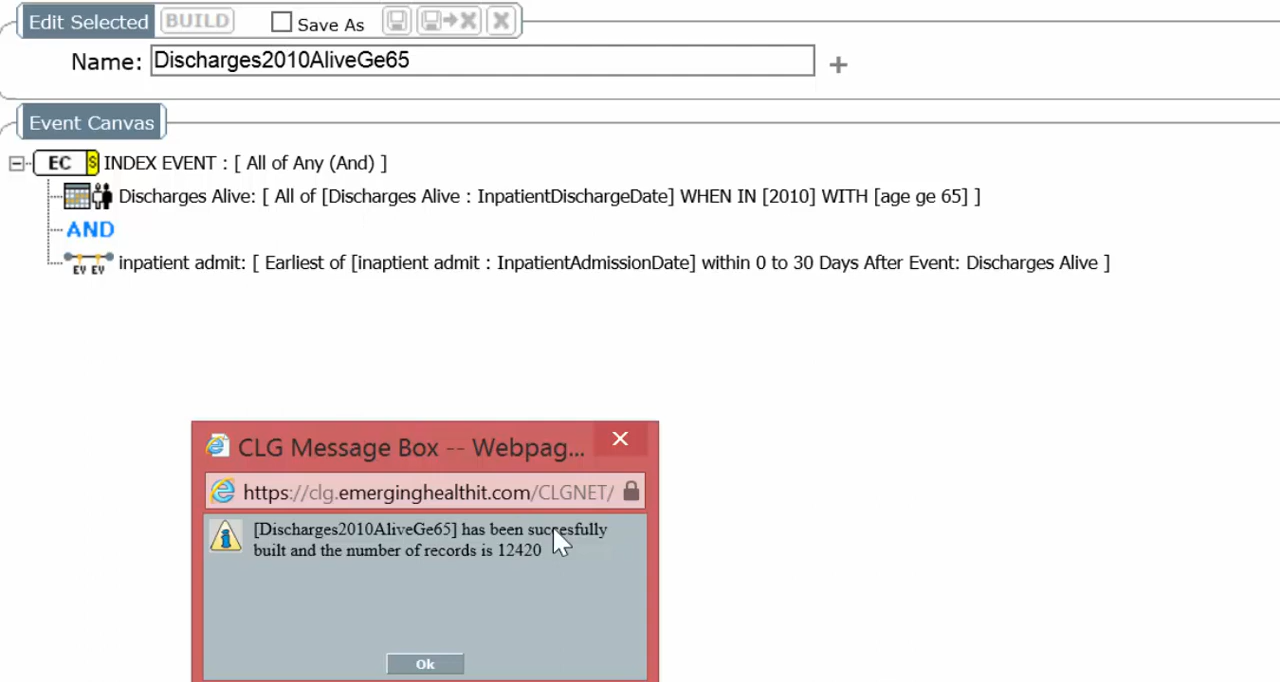 Edit Selected BUILD Save As
Name: Discharges2010AliveGe65 +
Event Canvas
EC S INDEX EVENT : [ All of Any (And) ]
Discharges Alive: [ All of [Discharges Alive : InpatientDischargeDate] WHEN IN [2010] WITH [age ge 65] ]
AND
EV EV inpatient admit: [ Earliest of [inaptient admit : InpatientAdmissionDate] within 0 to 30 Days After Event: Discharges Alive ]
CLG Message Box -- Webpag...
https://clg.emerginghealthit.com/CLGNET/
[Discharges2010AliveGe65] has been succesfully
built and the number of records is 12420
Ok